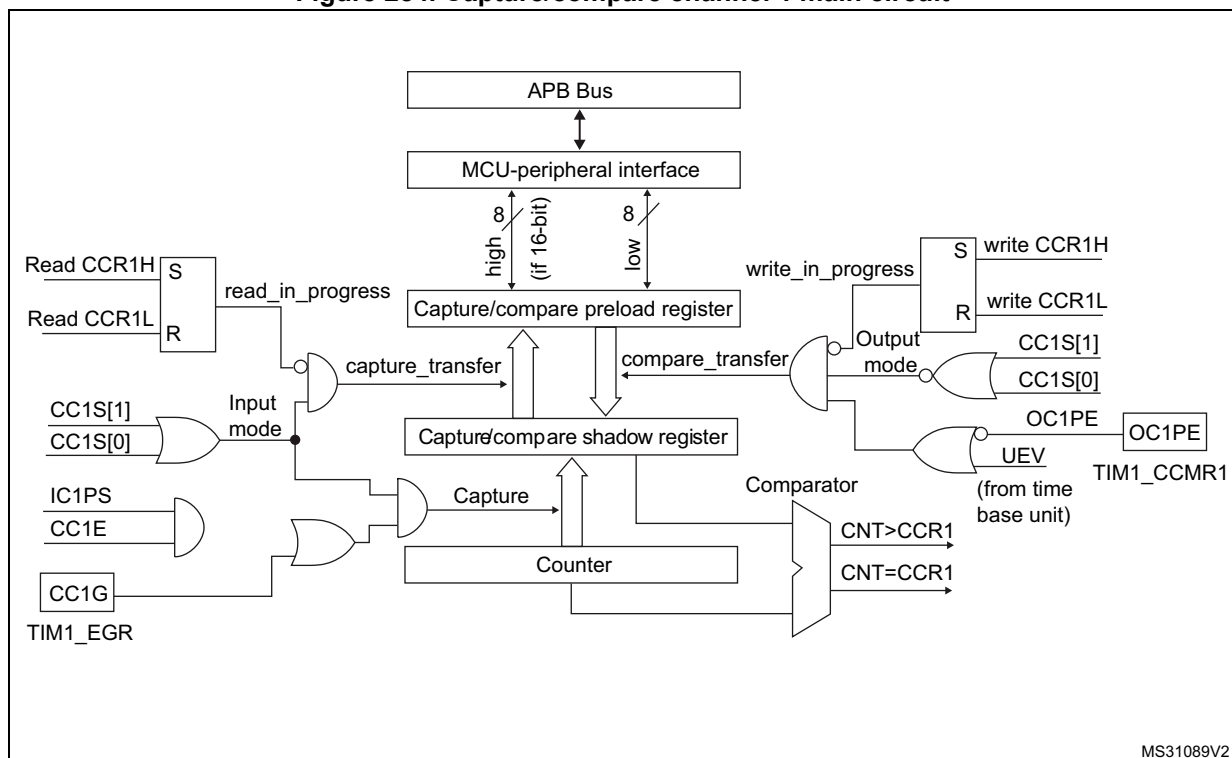 APB Bus
MCU-peripheral interface
8
high
(if 16-bit)
8
low
Read CCR1H
Read CCR1L
S
R
read_in_progress
Capture/compare preload register
write_in_progress
S
R
write CCR1H
write CCR1L
capture_transfer
compare_transfer
Output
mode
CC1S[1]
CC1S[0]
CC1S[1]
CC1S[0]
Input
mode
Capture/compare shadow register
OC1PE
OC1PE
UEV
TIM1_CCMR1
(from time
base unit)
IC1PS
CC1E
Capture
Comparator
CNT>CCR1
CNT=CCR1
Counter
CC1G
TIM1_EGR
MS31089V2